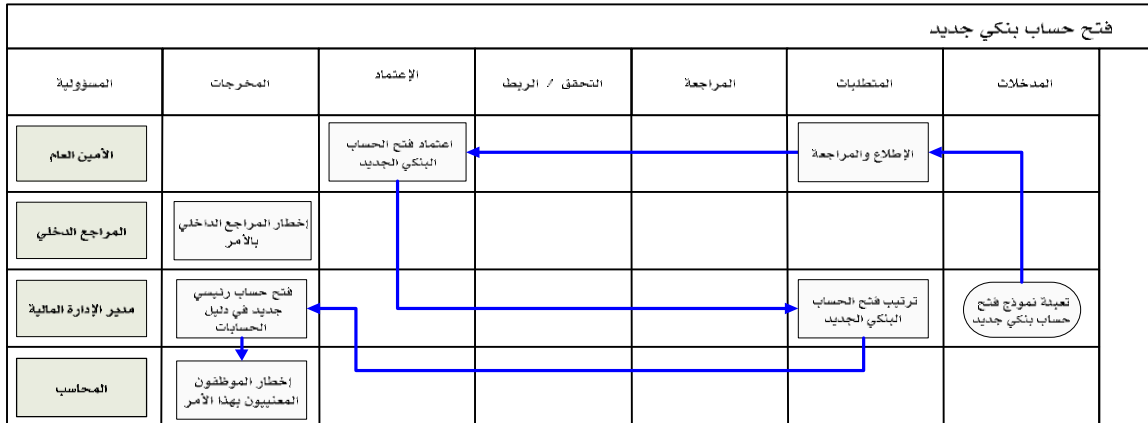 فتح حساب بنكي جديد
المدخلات
المتطلبات
المراجعة
التحقق / الربط
الإعتماد
المخرجات
المسؤولية
الإطلاع والمراجعة
اعتماد فتح الحساب
البنكي الجديد
الأمين العام
إخطار المراجع الداخلي
بالأمر
المراجع الدخلي
تعبئة نموذج فتح
حساب بنكي جديد
ترتيب فتح الحساب
البنكي الجديد
فتح حساب رئيسي
جديد في دليل
الحسابات
مدير الإدارة المالية
إخطار الموظفون
المعنييون بهذا الأمر
المحاسب